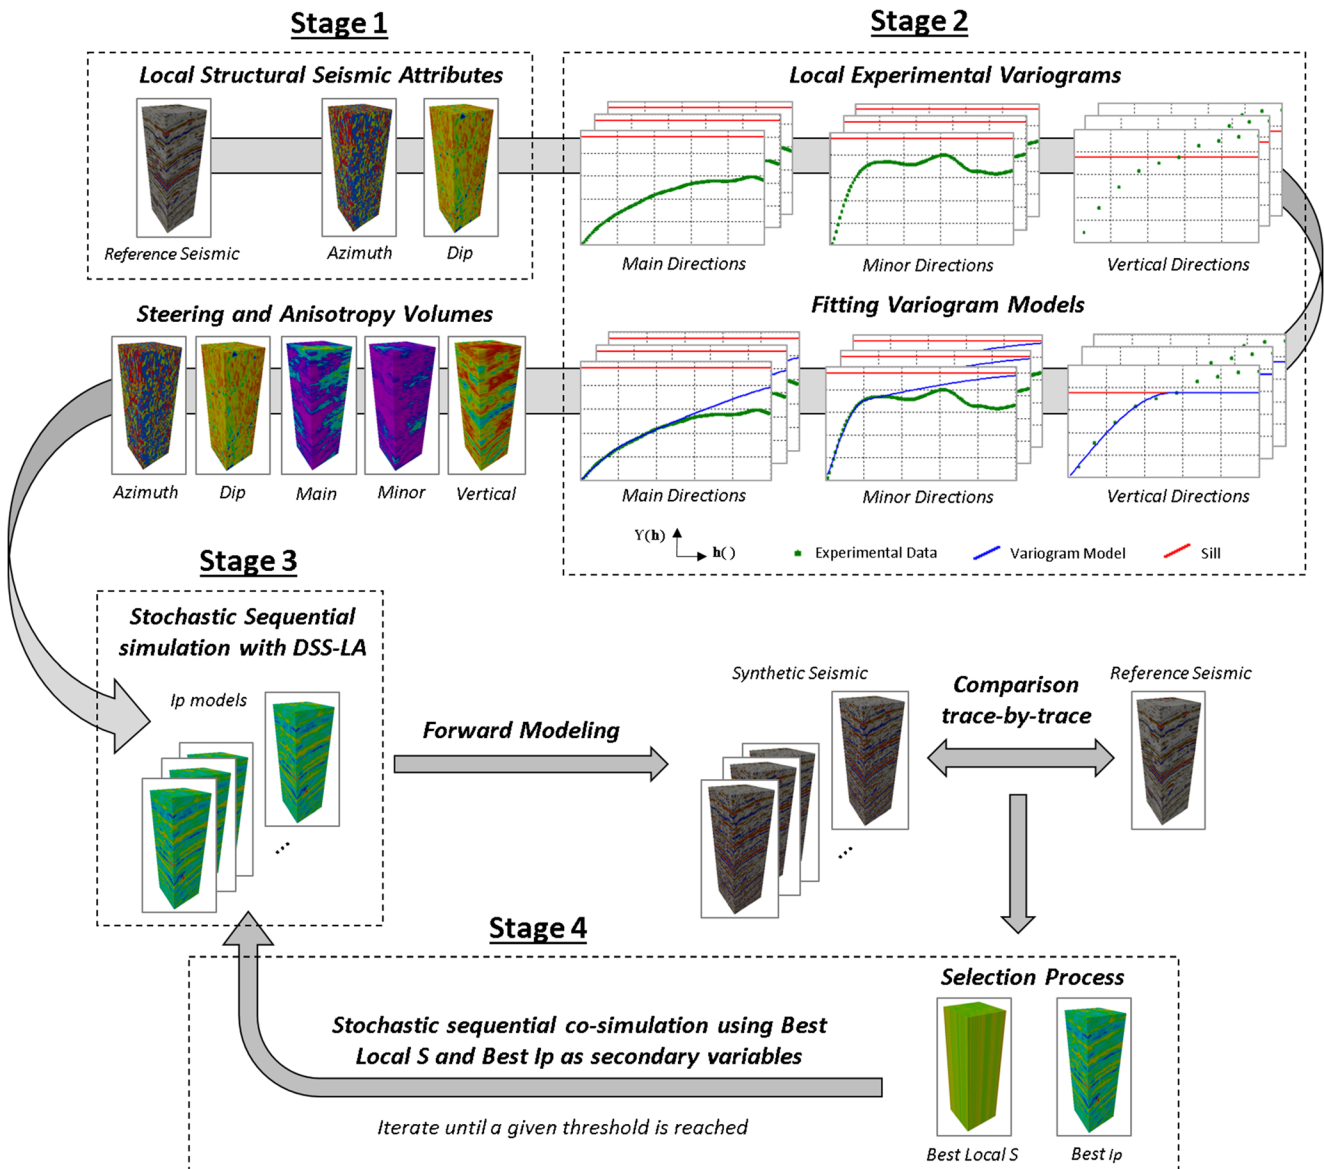 Stage 1
Local Structural Seismic Attributes
Reference Seismic
Azimuth
Dip
Stage 2
Local Experimental Variograms
Main Directions
Minor Directions
Vertical Directions
Fitting Variogram Models
Main Directions
Minor Directions
Vertical Directions
ϒ(h)
h()
Experimental Data
Variogram Model
Sill
Steering and Anisotropy Volumes
Azimuth
Dip
Main
Minor
Vertical
Stage 3
Stochastic Sequential
simulation with DSS-LA
Ip models
...
Forward Modeling
Synthetic Seismic
...
Comparison
trace-by-trace
Reference Seismic
Stage 4
Selection Process
Best Local S
Best Ip
Stochastic sequential co-simulation using Best
Local S and Best Ip as secondary variables
Iterate until a given threshold is reached